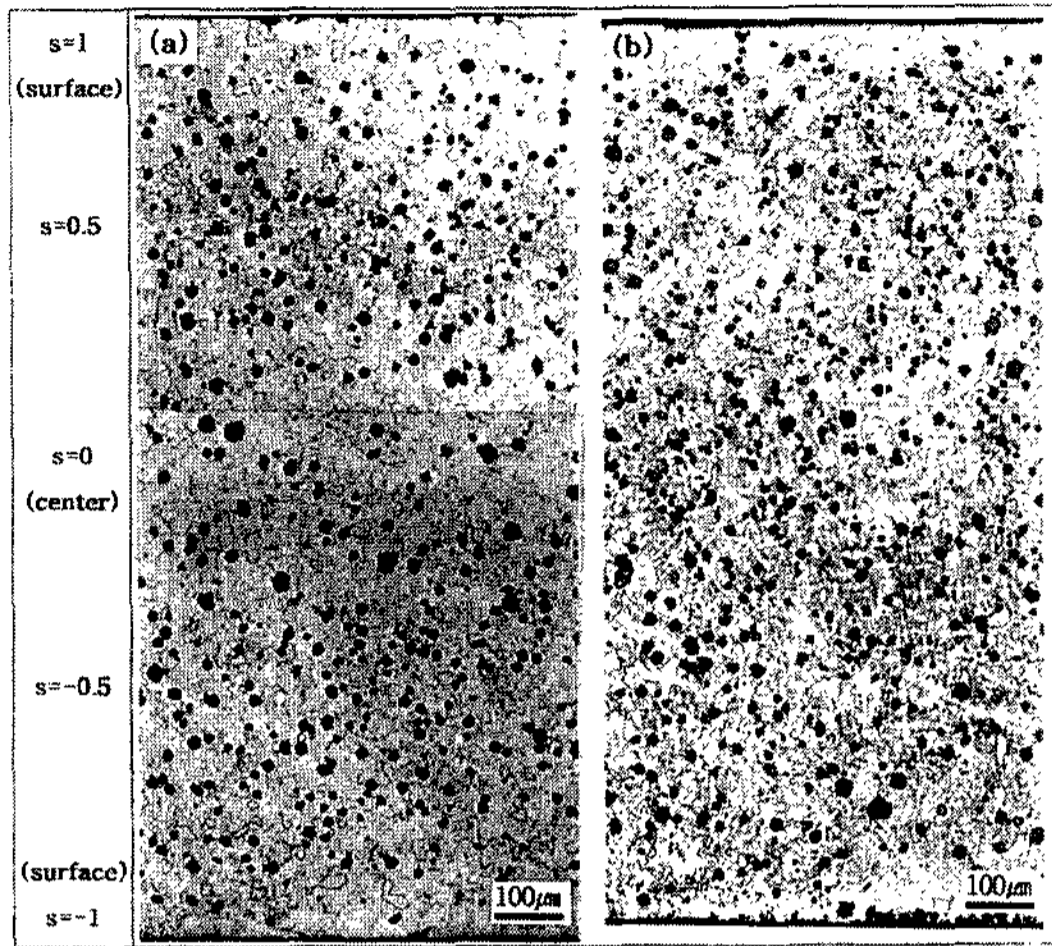 s=1
(surface)
s=0.5
s=0
(center)
s=-0.5
(surface)
s=-1
(a)
100μm
(b)
100μm